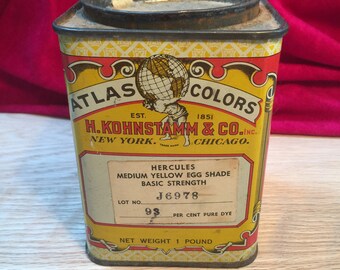 ATLAS COLORS
EST. 1851
H. KOHNSTAMM & CO. INC.
NEW YORK. CHICAGO.
HERCULES
MEDIUM YELLOW EGG SHADE
BASIC STRENGTH
J6978
LOT NO.
93 PER CENT PURE DYE
NET WEIGHT 1 POUND